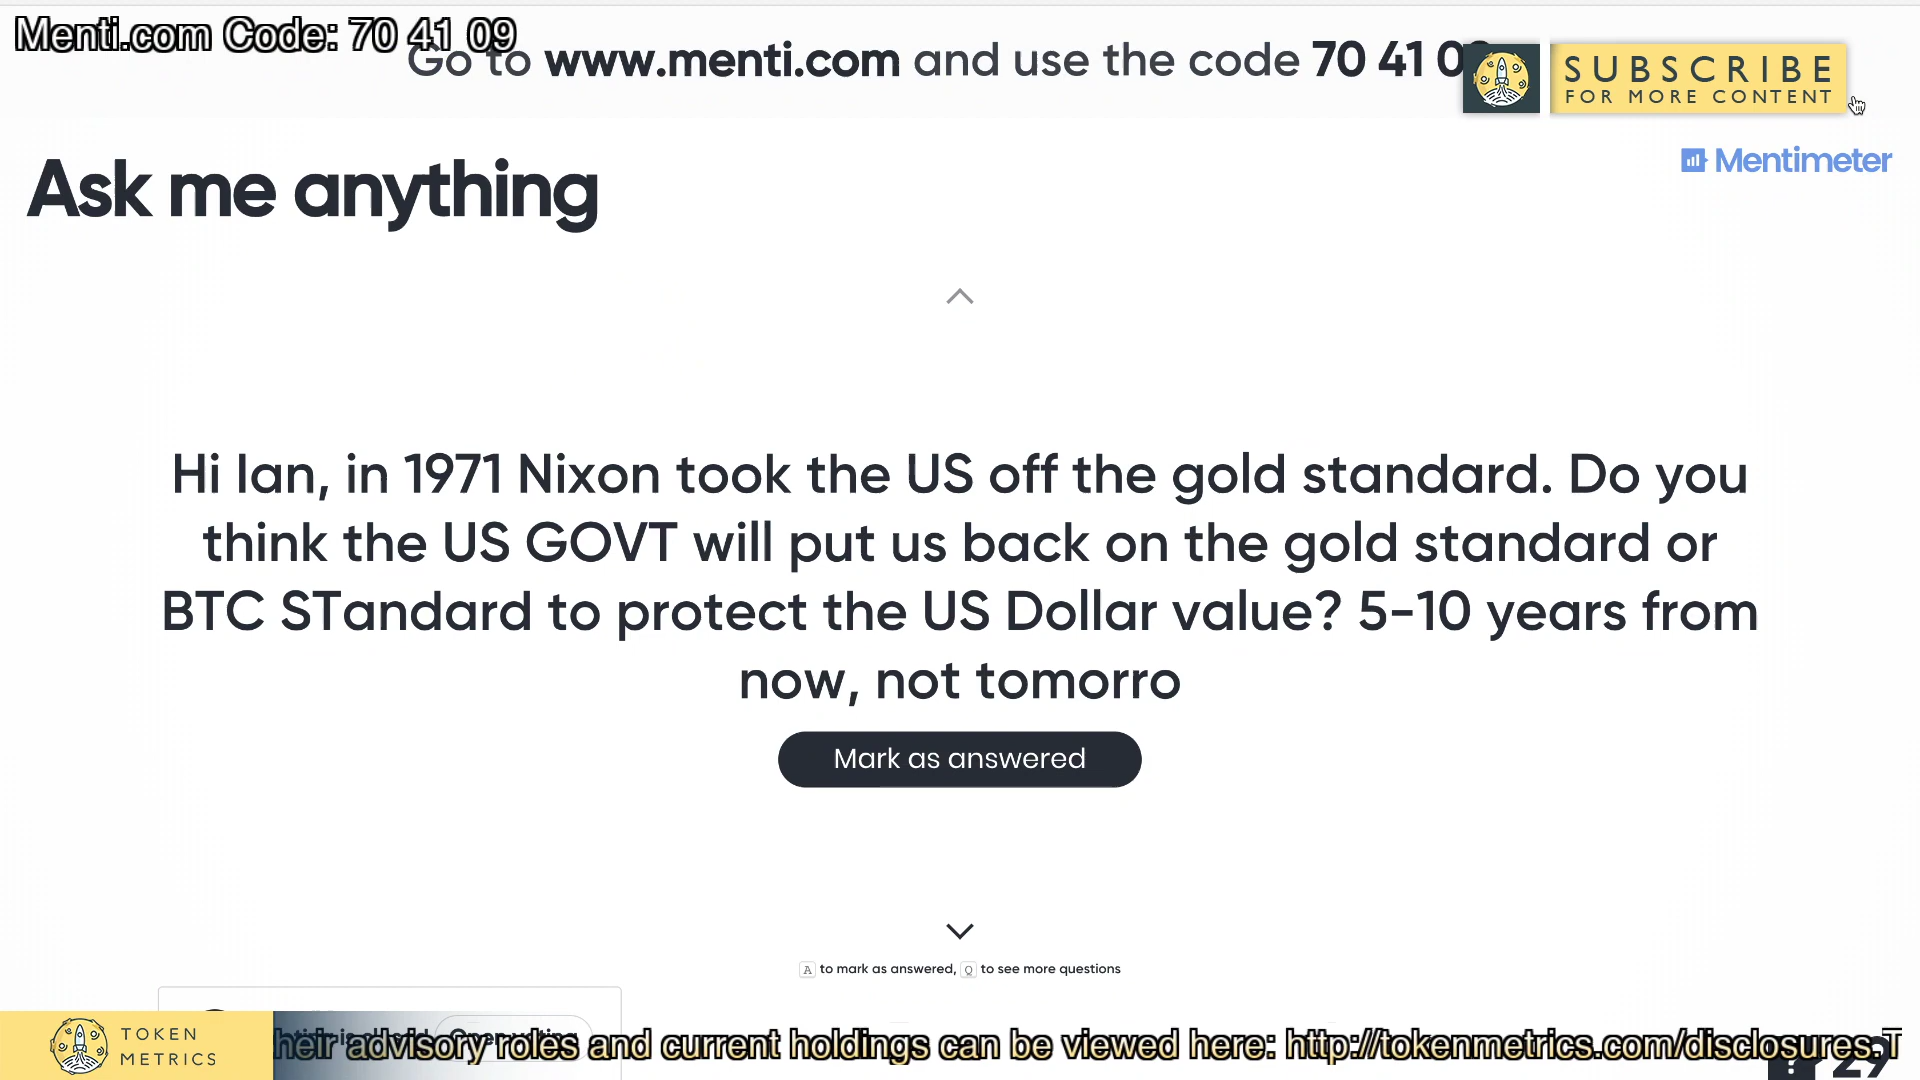 Menti.com Code: 70 41 09
Go to www.menti.com and use the code 70 41 0
SUBSCRIBE
FOR MORE CONTENT
Mentimeter
Ask me anything
Hi Ian, in 1971 Nixon took the US off the gold standard. Do you
think the US GOVT will put us back on the gold standard or
BTC STandard to protect the US Dollar value? 5-10 years from
now, not tomorro
Mark as answered
A to mark as answered, Q to see more questions
Open voting
TOKEN
METRICS
heir advisory roles and current holdings can be viewed here: http://tokenmetrics.com/disclosures.T
29